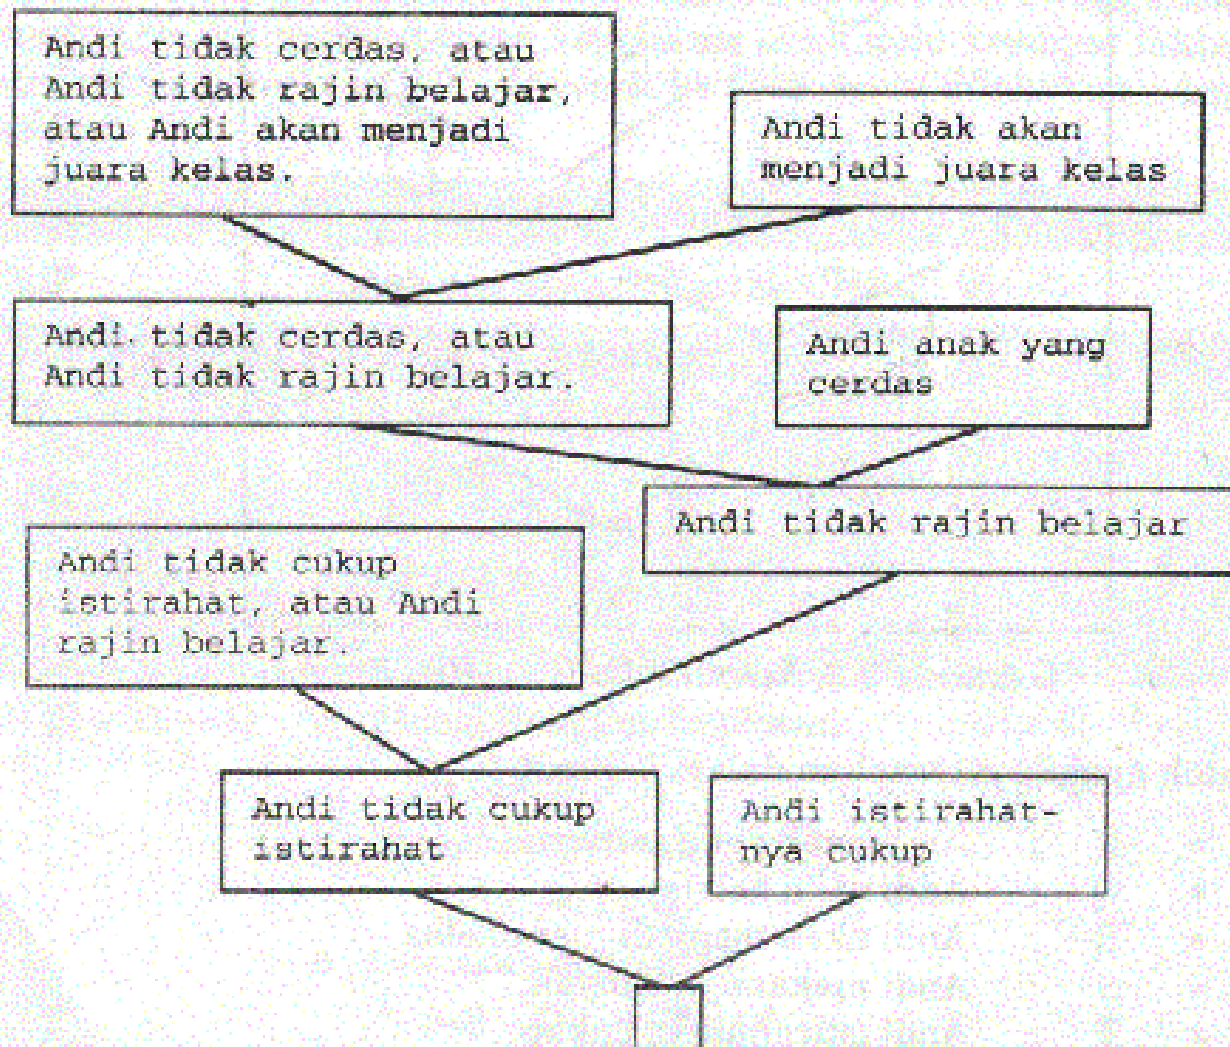 Andi tidak cerdas, atau
Andi tidak rajin belajar,
atau Andi akan menjadi
juara kelas.
Andi tidak akan
menjadi juara kelas
Andi tidak cerdas, atau
Andi tidak rajin belajar.
Andi anak yang
cerdas
Andi tidak rajin belajar
Andi tidak cukup
istirahat, atau Andi
rajin belajar.
Andi tidak cukup
istirahat
Andi istirahat-
nya cukup